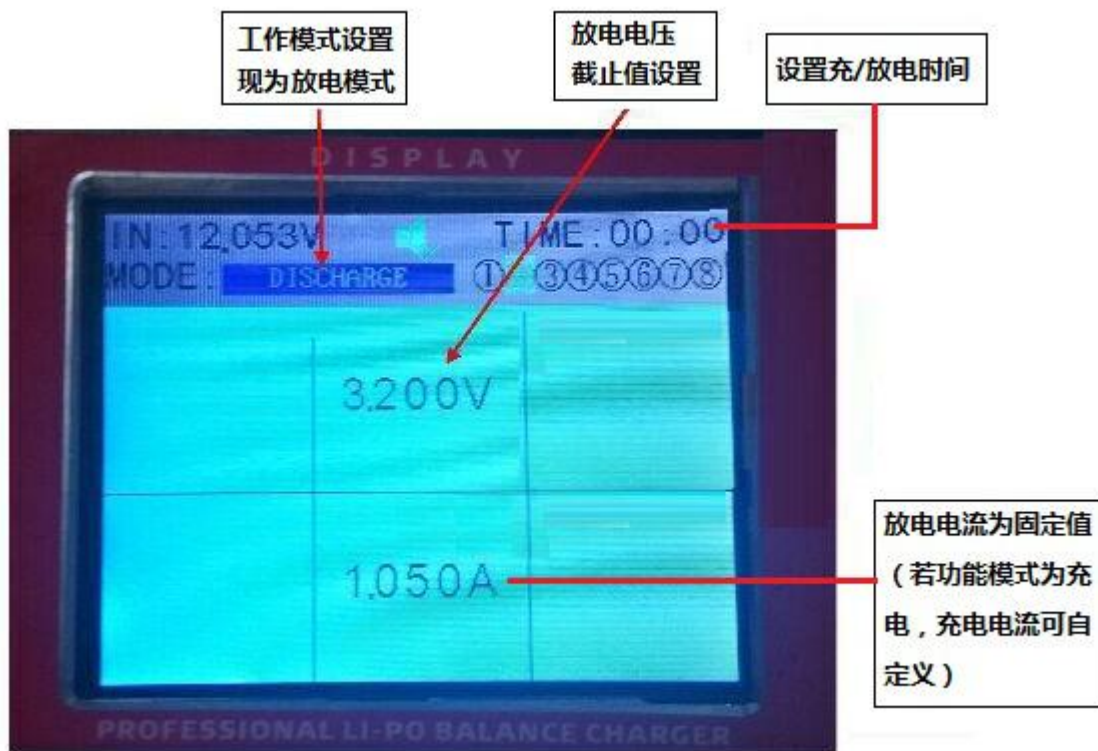 工作模式设置
现为放电模式
放电电压
截止值设置
设置充/放电时间
DISPLAY
IN:12.053V TIME:00:00
MODE: DISCHARGE ① ③④⑤⑥⑦⑧
3.200V
1.050A
放电电流为固定值
(若功能模式为充
电,充电电流可自
定义)
PROFESSIONAL LI-PO BALANCE CHARGER